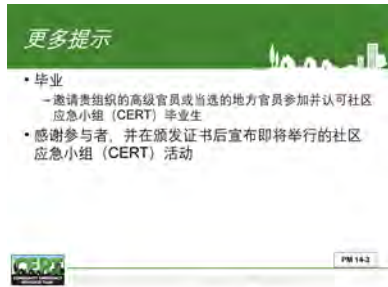 更多提示
• 毕业
–邀请贵组织的高级官员或当选的地方官员参加并认可社区
应急小组（CERT）毕业生
• 感谢参与者，并在颁发证书后宣布即将举行的社区
应急小组（CERT）活动
PM 14-3